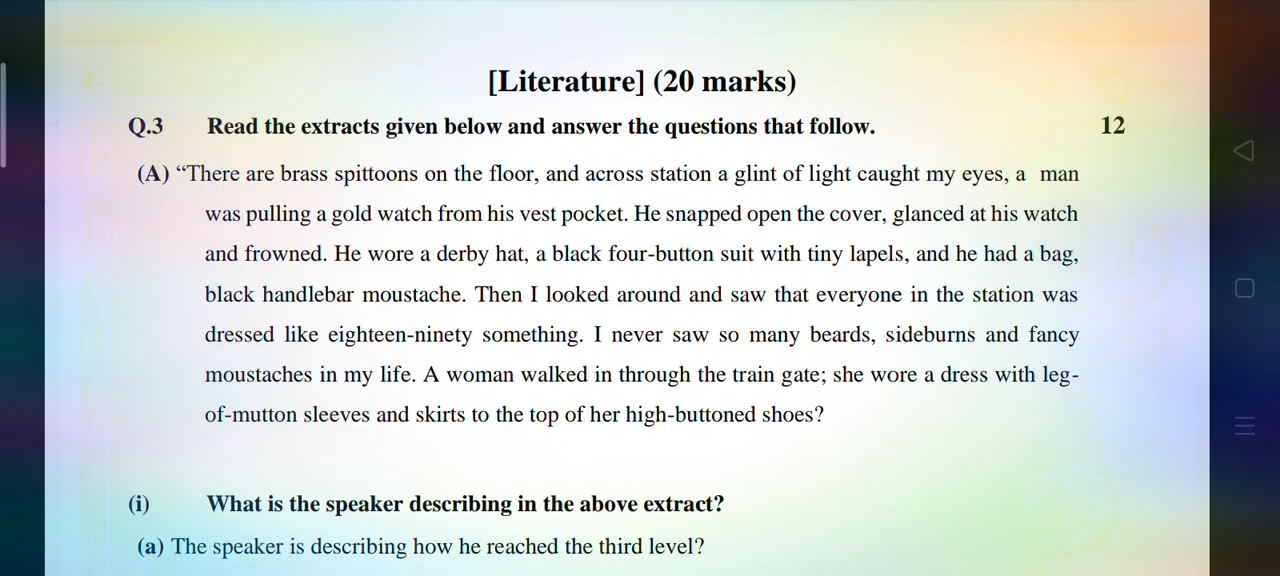 [Literature] (20 marks)
Q.3 Read the extracts given below and answer the questions that follow. 12
(A) “There are brass spittoons on the floor, and across station a glint of light caught my eyes, a man
was pulling a gold watch from his vest pocket. He snapped open the cover, glanced at his watch
and frowned. He wore a derby hat, a black four-button suit with tiny lapels, and he had a bag,
black handlebar moustache. Then I looked around and saw that everyone in the station was
dressed like eighteen-ninety something. I never saw so many beards, sideburns and fancy
moustaches in my life. A woman walked in through the train gate; she wore a dress with leg-
of-mutton sleeves and skirts to the top of her high-buttoned shoes?
(i) What is the speaker describing in the above extract?
(a) The speaker is describing how he reached the third level?